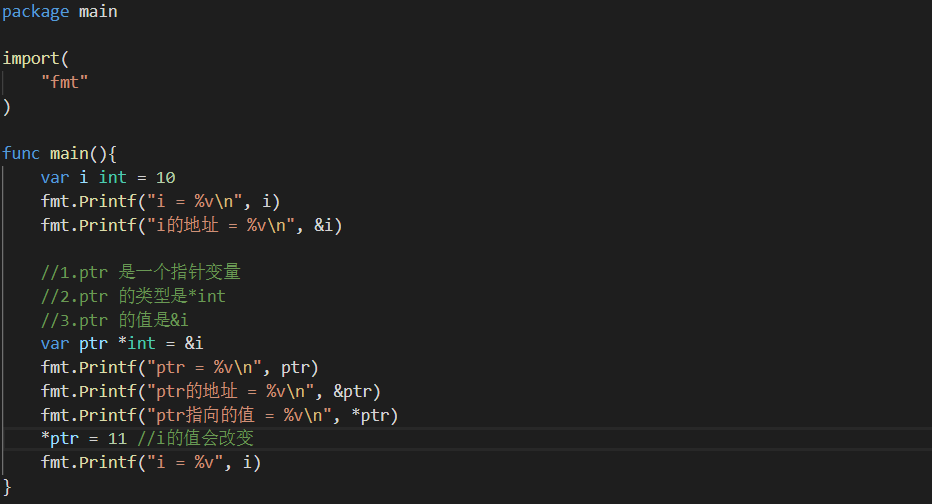 package main
import(
"fmt"
)
func main(){
var i int = 10
fmt.Printf("i = %v\n", i)
fmt.Printf("i的地址 = %v\n", &i)
//1.ptr 是一个指针变量
//2.ptr 的类型是*int
//3.ptr 的值是&i
var ptr *int = &i
fmt.Printf("ptr = %v\n", ptr)
fmt.Printf("ptr的地址 = %v\n", &ptr)
fmt.Printf("ptr指向的值 = %v\n", *ptr)
*ptr = 11 //i的值会改变
fmt.Printf("i = %v", i)
}